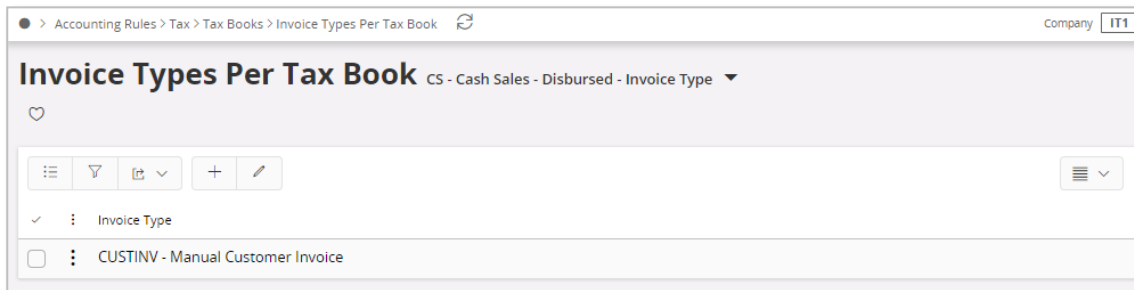 > Accounting Rules > Tax > Tax Books > Invoice Types Per Tax Book Company IT1
Invoice Types Per Tax Book CS - Cash Sales - Disbursed - Invoice Type
Invoice Type
CUSTINV - Manual Customer Invoice